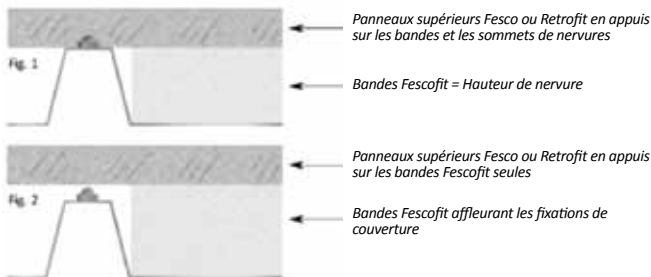 Panneaux supérieurs Fesco ou Retrofit en appuis
sur les bandes et les sommets de nervures
Fig. 1
Bandes Fescofit = Hauteur de nervure
Panneaux supérieurs Fesco ou Retrofit en appuis
sur les bandes Fescofit seules
Fig. 2
Bandes Fescofit affleurant les fixations de
couverture